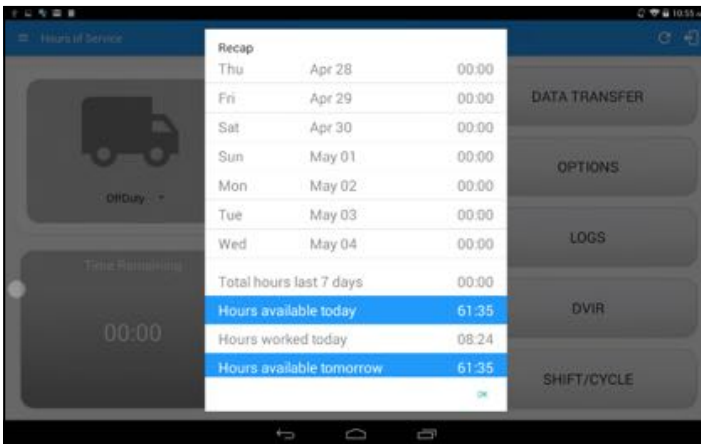 10:55
Hours of Service
Recap
Thu Apr 28 00:00
Fri Apr 29 00:00
Sat Apr 30 00:00
Sun May 01 00:00
Mon May 02 00:00
Tue May 03 00:00
Wed May 04 00:00
Total hours last 7 days 00:00
Hours available today 61:35
Hours worked today 08:24
Hours available tomorrow 61:35
OK
OffDuty
Time Remaining
00:00
DATA TRANSFER
OPTIONS
LOGS
DVIR
SHIFT/CYCLE